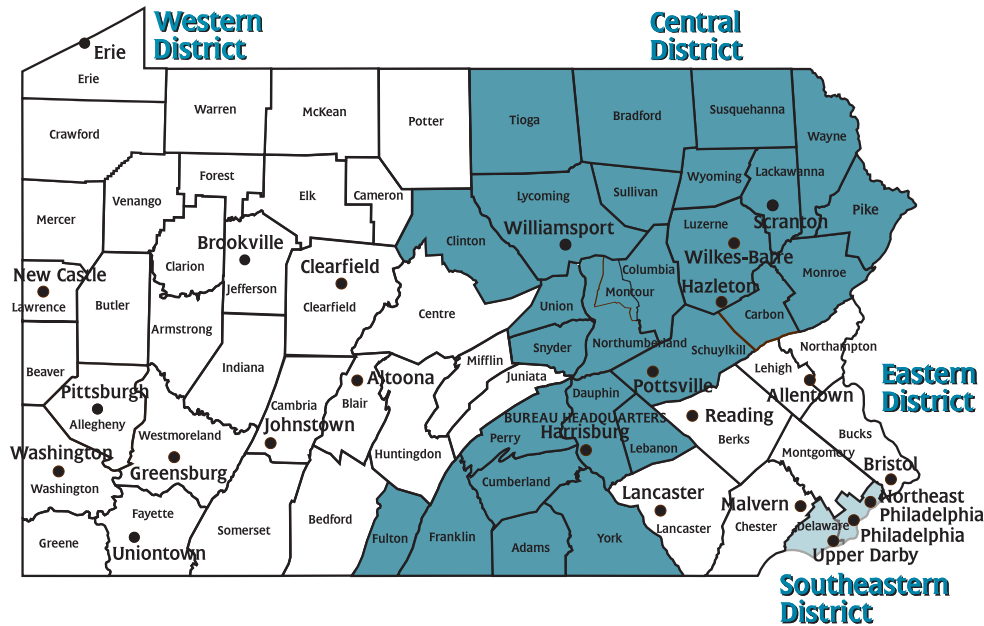 Western
District
Central
District
Erie
Erie
Warren
McKean
Potter
Tioga
Bradford
Susquehanna
Wayne
Crawford
Forest
Elk
Cameron
Wyoming
Lackawanna
Venango
Lycoming
Sullivan
Mercer
Pike
Williamsport
Scranton
Luzerne
Brookville
Clinton
Wilkes-Barre
Clarion
Clearfield
Columbia
Monroe
New Castle
Jefferson
Hazleton
Montour
Lawrence
Butler
Clearfield
Union
Centre
Carbon
Armstrong
Snyder
Northumberland
Schuylkill
Northampton
Mifflin
Indiana
Lehigh
Beaver
Juniata
Altoona
Pottsville
Allentown
Eastern
District
Pittsburgh
Dauphin
Blair
Cambria
BUREAU HEADQUARTERS
Reading
Allegheny
Johnstown
Harrisburg
Westmoreland
Perry
Berks
Bucks
Lebanon
Washington
Huntingdon
Montgomery
Bristol
Greensburg
Washington
Cumberland
Lancaster
Northeast
Philadelphia
Malvern
Fayette
Bedford
Somerset
Lancaster
Chester
Delaware
Philadelphia
Greene
Uniontown
Fulton
Franklin
Adams
York
Upper Darby
Southeastern
District